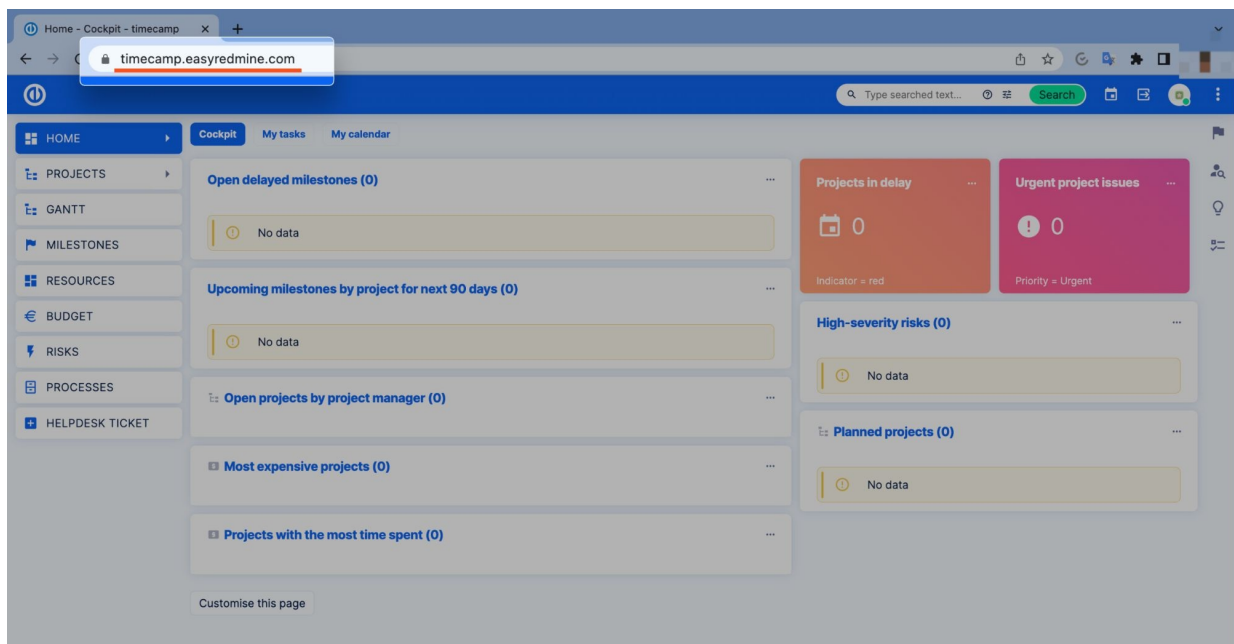 Home - Cockpit - timecamp
timecamp.easyredmine.com
Type searched text...
Search
HOME
PROJECTS
GANTT
MILESTONES
RESOURCES
BUDGET
RISKS
PROCESSES
HELPDESK TICKET
Cockpit My tasks My calendar
Open delayed milestones (0)
No data
Upcoming milestones by project for next 90 days (0)
No data
Open projects by project manager (0)
Most expensive projects (0)
Projects with the most time spent (0)
Customise this page
Projects in delay
0
Indicator = red
Urgent project issues
0
Priority = Urgent
High-severity risks (0)
No data
Planned projects (0)
No data